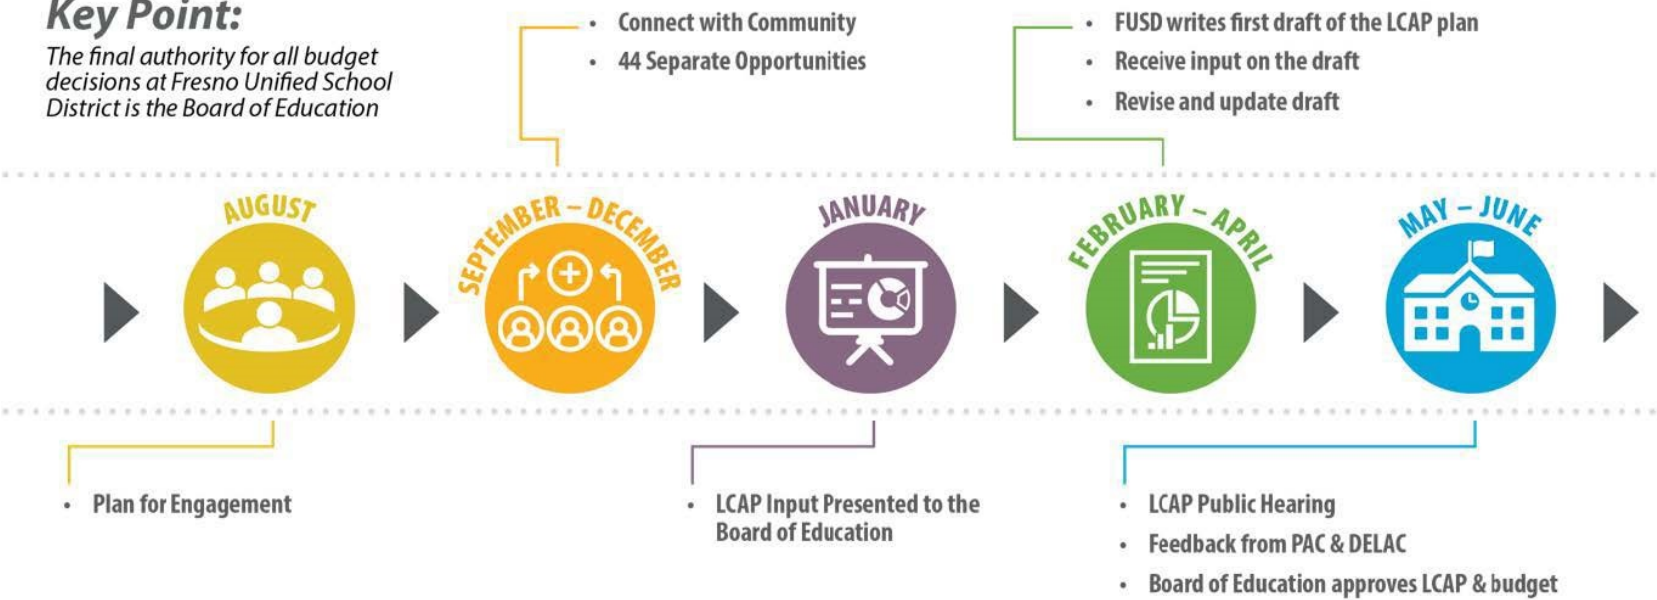 Key Point:
The final authority for all budget
decisions at Fresno Unified School
District is the Board of Education
• Connect with Community
• 44 Separate Opportunities
• FUSD writes first draft of the LCAP plan
• Receive input on the draft
• Revise and update draft
AUGUST
SEPTEMBER – DECEMBER
JANUARY
FEBRUARY – APRIL
MAY – JUNE
• Plan for Engagement
• LCAP Input Presented to the
Board of Education
• LCAP Public Hearing
• Feedback from PAC & DELAC
• Board of Education approves LCAP & budget